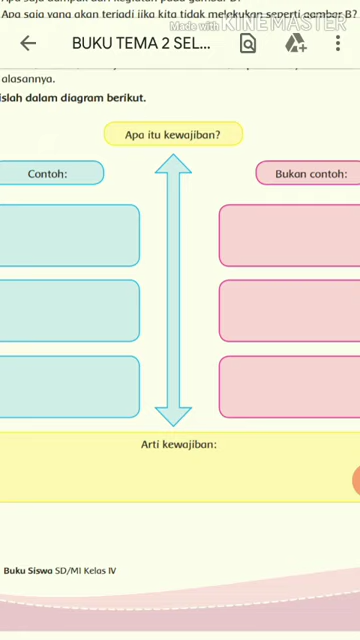 Apa saja yang akan terjadi jika kita tidak melakukan seperti gambar B?
Made with KINEMASTER
BUKU TEMA 2 SEL...
alasannya.
islah dalam diagram berikut.
Apa itu kewajiban?
Contoh:
Bukan contoh:
Arti kewajiban:
Buku Siswa SD/MI Kelas IV